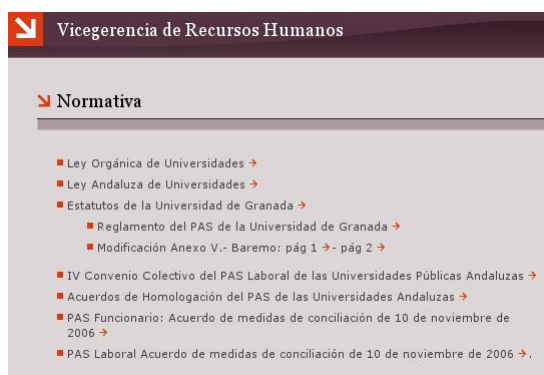 Vicegerencia de Recursos Humanos
Normativa
Ley Orgánica de Universidades
Ley Andaluza de Universidades
Estatutos de la Universidad de Granada
Reglamento del PAS de la Universidad de Granada
Modificación Anexo V.- Baremo: pág 1 - pág 2
IV Convenio Colectivo del PAS Laboral de las Universidades Públicas Andaluzas
Acuerdos de Homologación del PAS de las Universidades Andaluzas
PAS Funcionario: Acuerdo de medidas de conciliación de 10 de noviembre de
2006
PAS Laboral Acuerdo de medidas de conciliación de 10 de noviembre de 2006 .